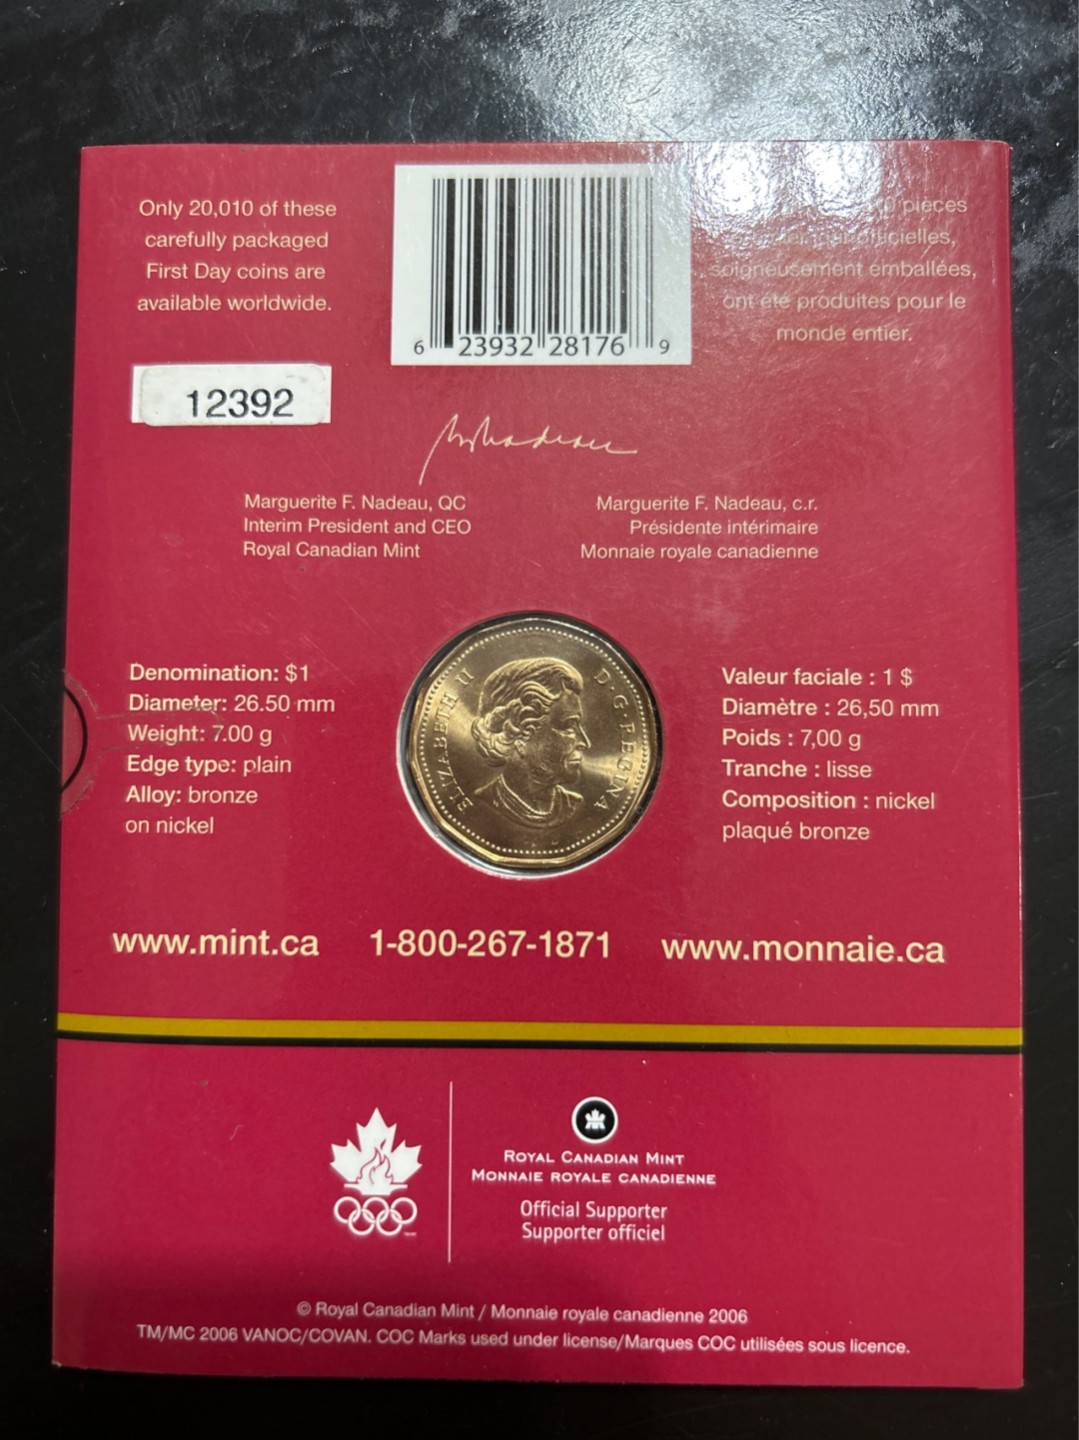 Only 20,010 of these
carefully packaged
First Day coins are
available worldwide.
6 23932 28176 9
pièces
officielles,
soigneusement emballées,
ont été produites pour le
monde entier.
12392
Marguerite F. Nadeau, QC
Interim President and CEO
Royal Canadian Mint
Marguerite F. Nadeau, c.r.
Présidente intérimaire
Monnaie royale canadienne
Denomination: $1
Diameter: 26.50 mm
Weight: 7.00 g
Edge type: plain
Alloy: bronze
on nickel
ELIZABETH II D·G·REGINA
Valeur faciale : 1 $
Diamètre : 26,50 mm
Poids : 7,00 g
Tranche : lisse
Composition : nickel
plaqué bronze
www.mint.ca 1-800-267-1871 www.monnaie.ca
ROYAL CANADIAN MINT
MONNAIE ROYALE CANADIENNE
Official Supporter
Supporter officiel
© Royal Canadian Mint / Monnaie royale canadienne 2006
TM/MC 2006 VANOC/COVAN. COC Marks used under license/Marques COC utilisées sous licence.